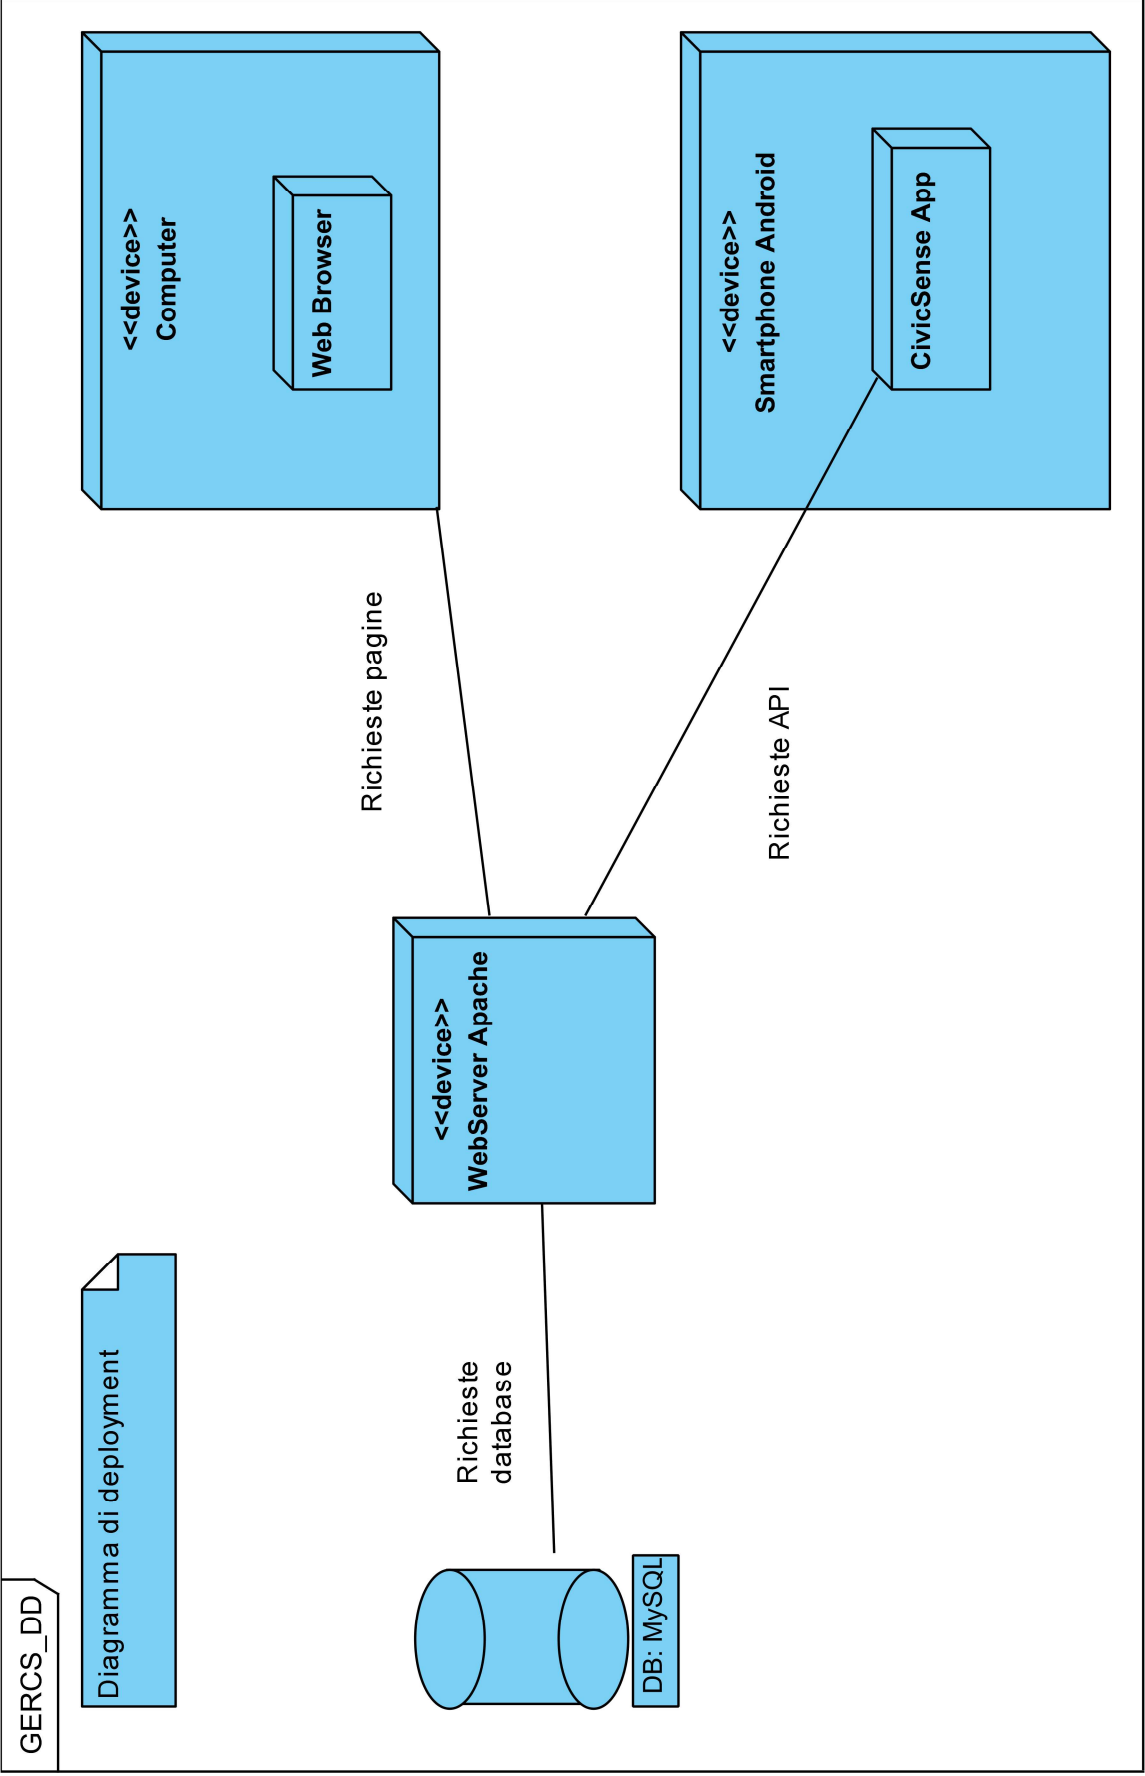 GERCS_DD
Diagramma di deployment
<<device>>
Computer
Web Browser
Richieste pagine
<<device>>
WebServer Apache
Richieste
database
DB: MySQL
Richieste API
<<device>>
Smartphone Android
CivicSense App